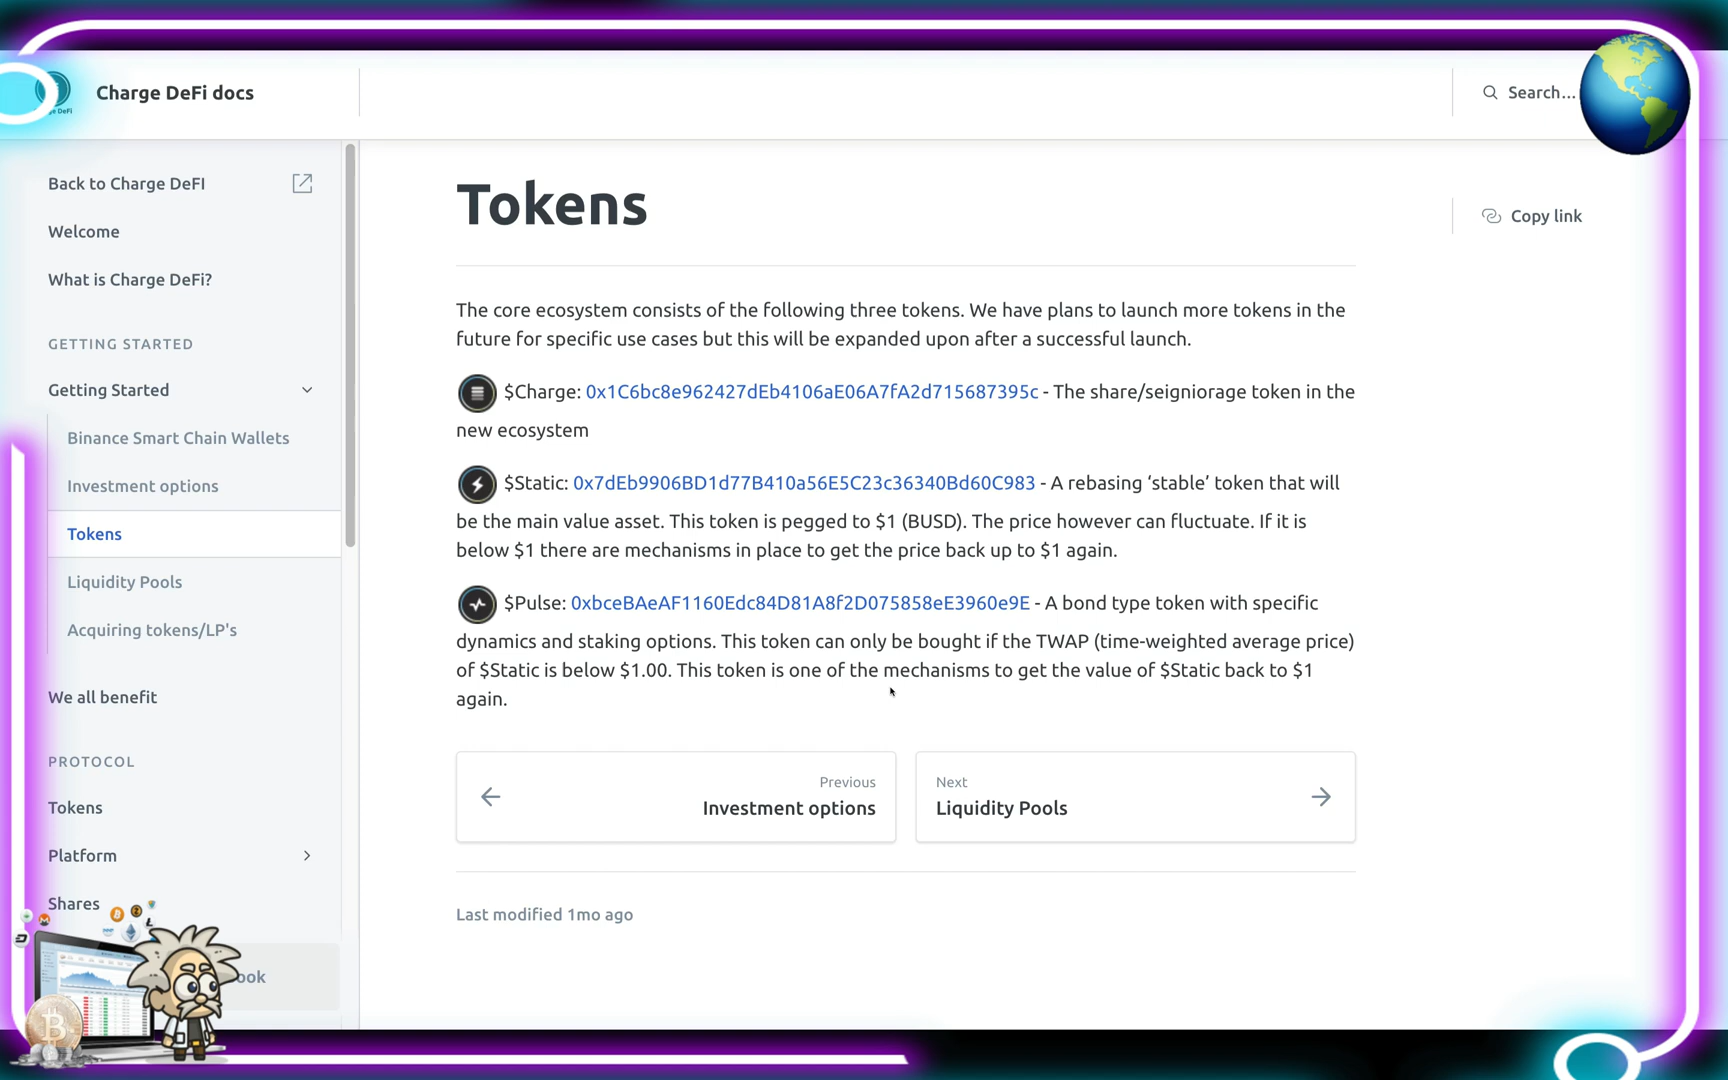 Charge DeFi docs
Search...
Back to Charge DeFI
Welcome
What is Charge DeFi?
GETTING STARTED
Getting Started
Binance Smart Chain Wallets
Investment options
Tokens
Liquidity Pools
Acquiring tokens/LP's
We all benefit
PROTOCOL
Tokens
Platform
Shares
Tokens
Copy link
The core ecosystem consists of the following three tokens. We have plans to launch more tokens in the
future for specific use cases but this will be expanded upon after a successful launch.
$Charge: 0x1C6bc8e962427dEb4106aE06A7fA2d715687395c - The share/seigniorage token in the
new ecosystem
$Static: 0x7dEb9906BD1d77B410a56E5C23c36340Bd60C983 - A rebasing ‘stable’ token that will
be the main value asset. This token is pegged to $1 (BUSD). The price however can fluctuate. If it is
below $1 there are mechanisms in place to get the price back up to $1 again.
$Pulse: 0xbceBAeAF1160Edc84D81A8f2D075858eE3960e9E - A bond type token with specific
dynamics and staking options. This token can only be bought if the TWAP (time-weighted average price)
of $Static is below $1.00. This token is one of the mechanisms to get the value of $Static back to $1
again.
Previous
Investment options
Next
Liquidity Pools
Last modified 1mo ago